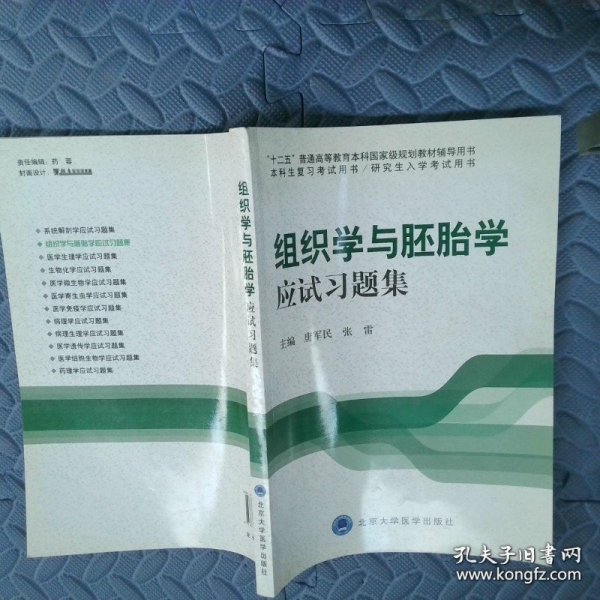 责任编辑：药 蓉
封面设计：
系统解剖学应试习题集
组织学与胚胎学应试习题集
医学生理学应试习题集
生物化学应试习题集
医学微生物学应试习题集
医学寄生虫学应试习题集
医学免疫学应试习题集
病理学应试习题集
病理生理学应试习题集
医学遗传学应试习题集
医学细胞生物学应试习题集
药理学应试习题集
组织学与胚胎学 应试习题集
北京大学医学出版社
“十二五”普通高等教育本科国家级规划教材辅导用书
本科生复习考试用书/研究生入学考试用书
组织学与胚胎学
应试习题集
主编 唐军民 张 雷
北京大学医学出版社
孔夫子旧书网
www.kongfz.com